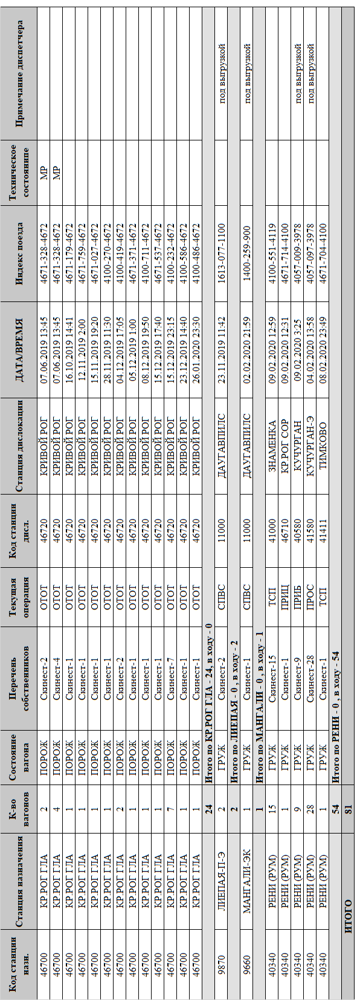 Код станции назн. Станция назначения К-во вагонов Состояние вагона Перечень собственников Текущая операция Код станции дисл. Станция дислокации ДАТА/ВРЕМЯ Индекс поезда Техническое состоянипе Примечание диспетчера
46700 КР.РОГ ГЛА 2 ПОРОЖ Скинест-2 ОТОТ 46720 КРИВОЙ РОГ 07.06.2019 13:45 4671-328-4672 МР
46700 КР.РОГ ГЛА 4 ПОРОЖ Скинест-4 ОТОТ 46720 КРИВОЙ РОГ 07.06.2019 13:45 4671-328-4672 МР
46700 КР.РОГ ГЛА 1 ПОРОЖ Скинест-1 ОТОТ 46720 КРИВОЙ РОГ 16.10.2019 14:41 4671-179-4672
46700 КР.РОГ ГЛА 1 ПОРОЖ Скинест-1 ОТОТ 46720 КРИВОЙ РОГ 12.11.2019 2:00 4671-759-4672
46700 КР.РОГ ГЛА 1 ПОРОЖ Скинест-1 ОТОТ 46720 КРИВОЙ РОГ 15.11.2019 19:20 4671-027-4672
46700 КР.РОГ ГЛА 1 ПОРОЖ Скинест-1 ОТОТ 46720 КРИВОЙ РОГ 28.11.2019 11:30 4100-270-4672
46700 КР.РОГ ГЛА 2 ПОРОЖ Скинест-2 ОТОТ 46720 КРИВОЙ РОГ 04.12.2019 17:05 4100-419-4672
46700 КР.РОГ ГЛА 1 ПОРОЖ Скинест-1 ОТОТ 46720 КРИВОЙ РОГ 05.12.2019 1:00 4671-371-4672
46700 КР.РОГ ГЛА 1 ПОРОЖ Скинест-1 ОТОТ 46720 КРИВОЙ РОГ 08.12.2019 19:50 4100-711-4672
46700 КР.РОГ ГЛА 1 ПОРОЖ Скинест-1 ОТОТ 46720 КРИВОЙ РОГ 15.12.2019 17:40 4671-537-4672
46700 КР.РОГ ГЛА 7 ПОРОЖ Скинест-7 ОТОТ 46720 КРИВОЙ РОГ 15.12.2019 23:15 4100-232-4672
46700 КР.РОГ ГЛА 1 ПОРОЖ Скинест-1 ОТОТ 46720 КРИВОЙ РОГ 23.12.2019 14:40 4100-586-4672
46700 КР.РОГ ГЛА 1 ПОРОЖ Скинест-1 ОТОТ 46720 КРИВОЙ РОГ 26.01.2020 23:30 4100-486-4672
24 Итого по КР.РОГ ГЛА - 24, в ходу - 0
9870 ЛИЕПАЯ-П-Э 2 ГРУЖ Скинест-2 СПВС 11000 ДАУГАВПИЛС 23.11.2019 11:42 1613-077-1100 под выгрузкой
2 Итого по ЛИЕПАЯ - 0 , в ходу - 2
9660 МАНГАЛИ-ЭК 1 ГРУЖ Скинест-1 СПВС 11000 ДАУГАВПИЛС 02.02.2020 21:59 1400-259-900 под выгрузкой
1 Итого по МАНГАЛИ - 0 , в ходу - 1
40340 РЕНИ (РУМ) 15 ГРУЖ Скинест-15 ТСП 41000 ЗНАМЕНКА 09.02.2020 12:59 4100-551-4119
40340 РЕНИ (РУМ) 1 ГРУЖ Скинест-1 ПРИЦ 46710 КР.РОГ СОР 09.02.2020 12:31 4671-714-4100
40340 РЕНИ (РУМ) 9 ГРУЖ Скинест-9 ПРИБ 40580 КУЧУРГАН 09.02.2020 3:25 4057-009-3978 под выгрузкой
40340 РЕНИ (РУМ) 28 ГРУЖ Скинест-28 ПРОС 41580 КУЧУРГАН-Э 04.02.2020 13:58 4057-097-3978 под выгрузкой
40340 РЕНИ (РУМ) 1 ГРУЖ Скинест-1 ТСП 41411 ТИМКОВО 08.02.2020 23:49 4671-704-4100
54 Итого по РЕНИ - 0 , в ходу - 54
ИТОГО 81